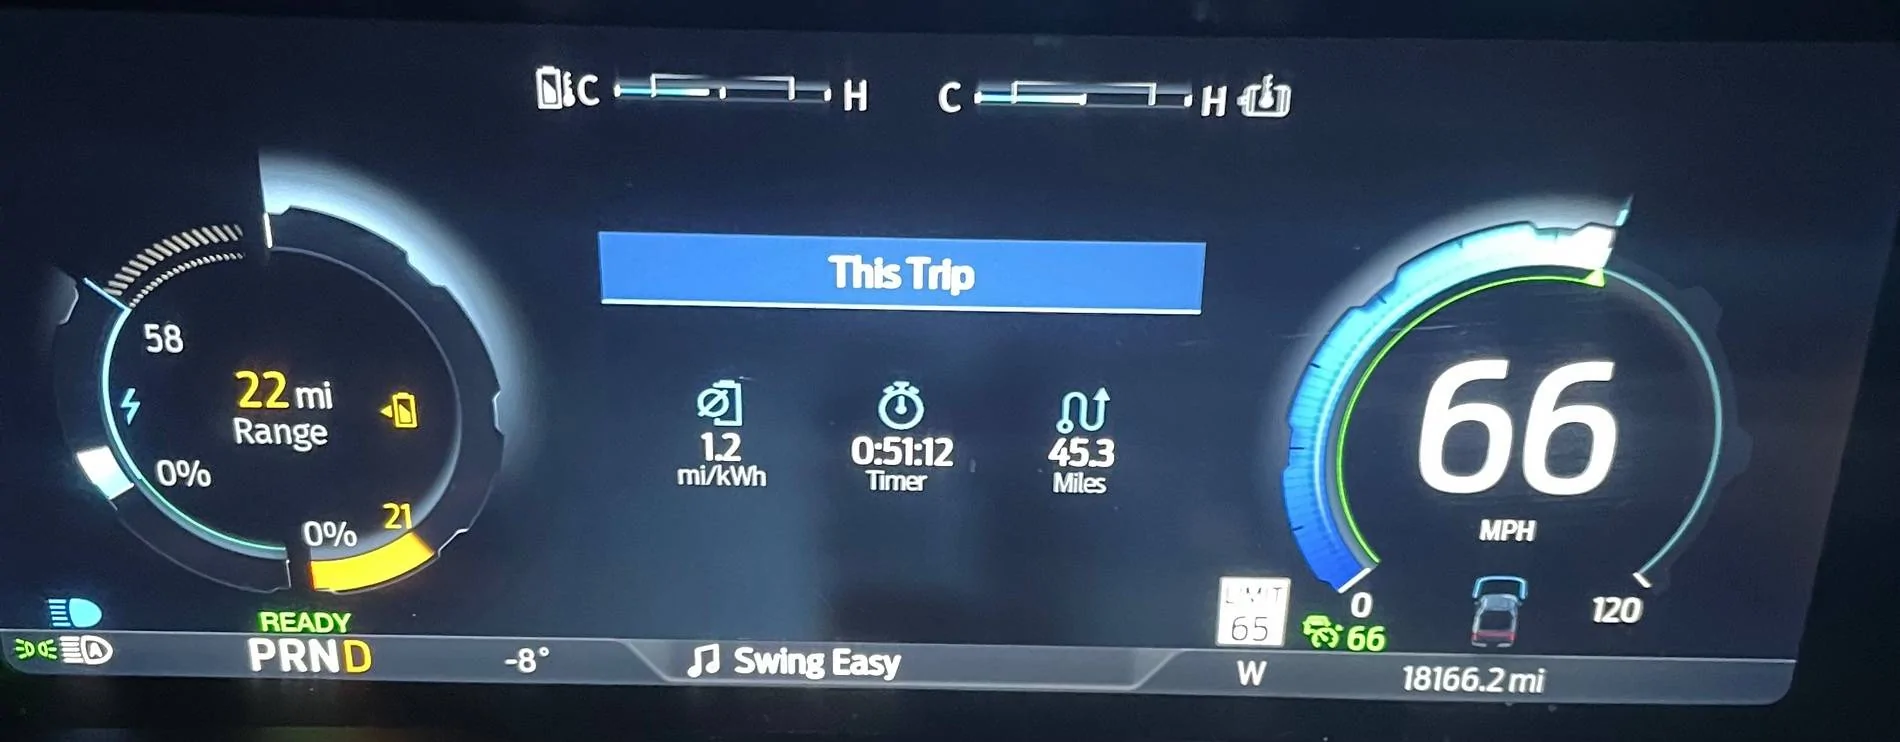 C H
C H
This Trip
58
22 mi
Range
0%
0% 21
1.2
mi/kWh
0:51:12
Timer
45.3
Miles
66
MPH
0 120
LIMIT
65
66
READY
A
PRND
-8°
Swing Easy
W
18166.2 mi